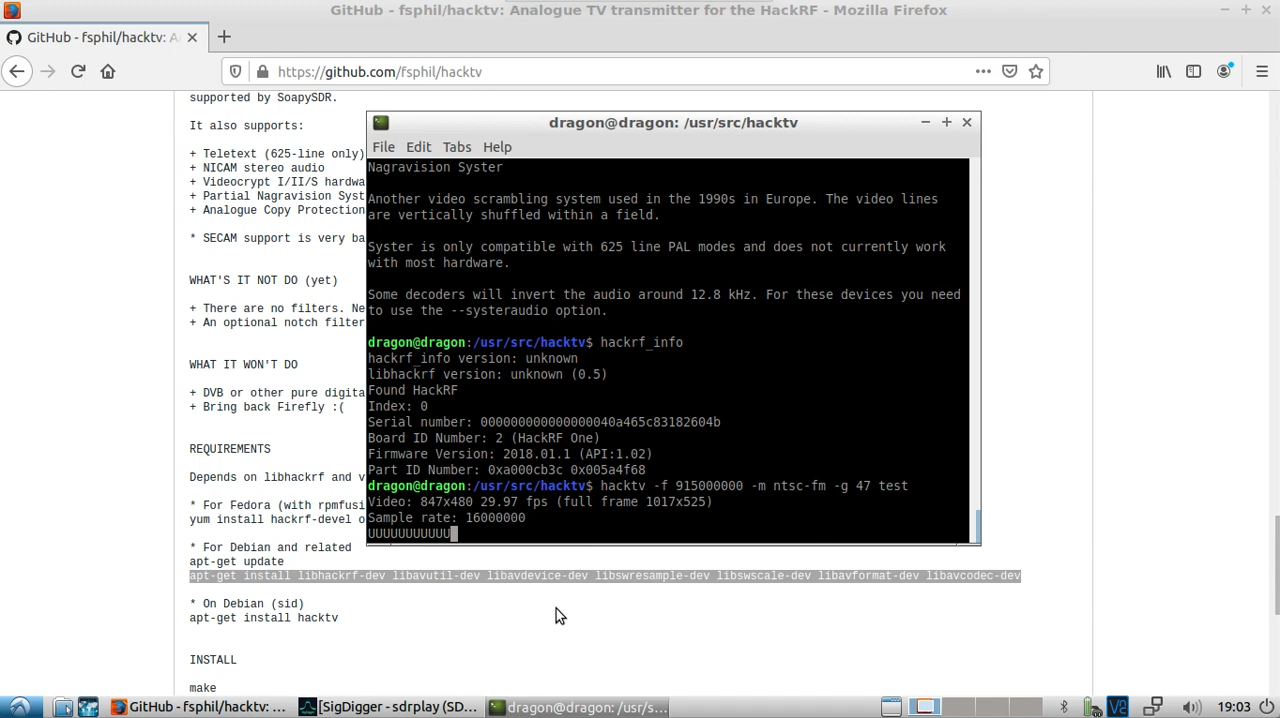 GitHub - fsphil/hacktv: Analogue TV transmitter for the HackRF - Mozilla Firefox
GitHub - fsphil/hacktv: A
https://github.com/fsphil/hacktv
supported by SoapySDR.
It also supports:
+ Teletext (625-line only)
+ NICAM stereo audio
+ Videocrypt I/II/S hardwa
+ Partial Nagravision Syst
+ Analogue Copy Protection
* SECAM support is very ba
WHAT'S IT NOT DO (yet)
+ There are no filters. Ne
+ An optional notch filter
WHAT IT WON'T DO
+ DVB or other pure digita
+ Bring back Firefly :(
REQUIREMENTS
Depends on libhackrf and v
* For Fedora (with rpmfusi
yum install hackrf-devel o
* For Debian and related
apt-get update
apt-get install libhackrf-dev libavutil-dev libavdevice-dev libswresample-dev libswscale-dev libavformat-dev libavcodec-dev
* On Debian (sid)
apt-get install hacktv
INSTALL
make
dragon@dragon: /usr/src/hacktv
File Edit Tabs Help
Nagravision Syster
Another video scrambling system used in the 1990s in Europe. The video lines
are vertically shuffled within a field.
Syster is only compatible with 625 line PAL modes and does not currently work
with most hardware.
Some decoders will invert the audio around 12.8 kHz. For these devices you need
to use the --systeraudio option.
dragon@dragon:/usr/src/hacktv$ hackrf_info
hackrf_info version: unknown
libhackrf version: unknown (0.5)
Found HackRF
Index: 0
Serial number: 0000000000000000040a465c83182604b
Board ID Number: 2 (HackRF One)
Firmware Version: 2018.01.1 (API:1.02)
Part ID Number: 0xa000cb3c 0x005a4f68
dragon@dragon:/usr/src/hacktv$ hacktv -f 915000000 -m ntsc-fm -g 47 test
Video: 847x480 29.97 fps (full frame 1017x525)
Sample rate: 16000000
UUUUUUUUUUU
GitHub - fsphil/hacktv: ...
[SigDigger - sdrplay (SD...
dragon@dragon: /usr/s...
19:03